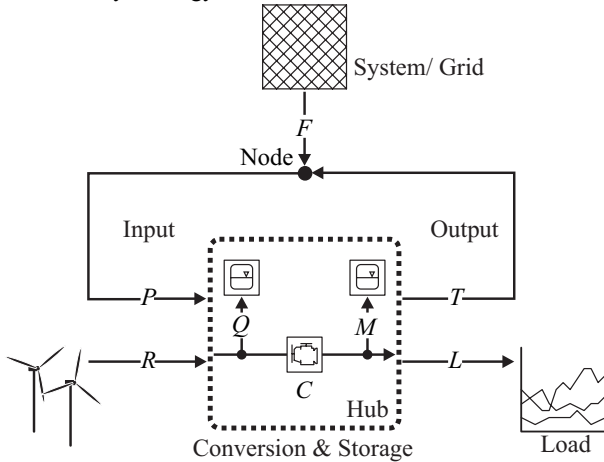 System/ Grid
F
Node
Input
Output
P
Q
M
T
R
C
L
Hub
Conversion & Storage
Load